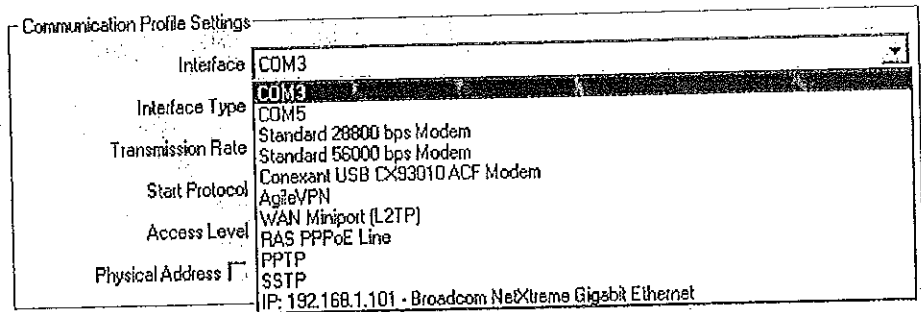 Communication Profile Settings
Interface COM3
COM3
Interface Type
COM5
Standard 28800 bps Modem
Transmission Rate
Standard 56000 bps Modem
Conexant USB CX93010 ACF Modem
Start Protocol
AgileVPN
WAN Miniport (L2TP)
Access Level
RAS PPPoE Line
PPTP
Physical Address
SSTP
IP: 192.168.1.101 - Broadcom NetXtreme Gigabit Ethernet